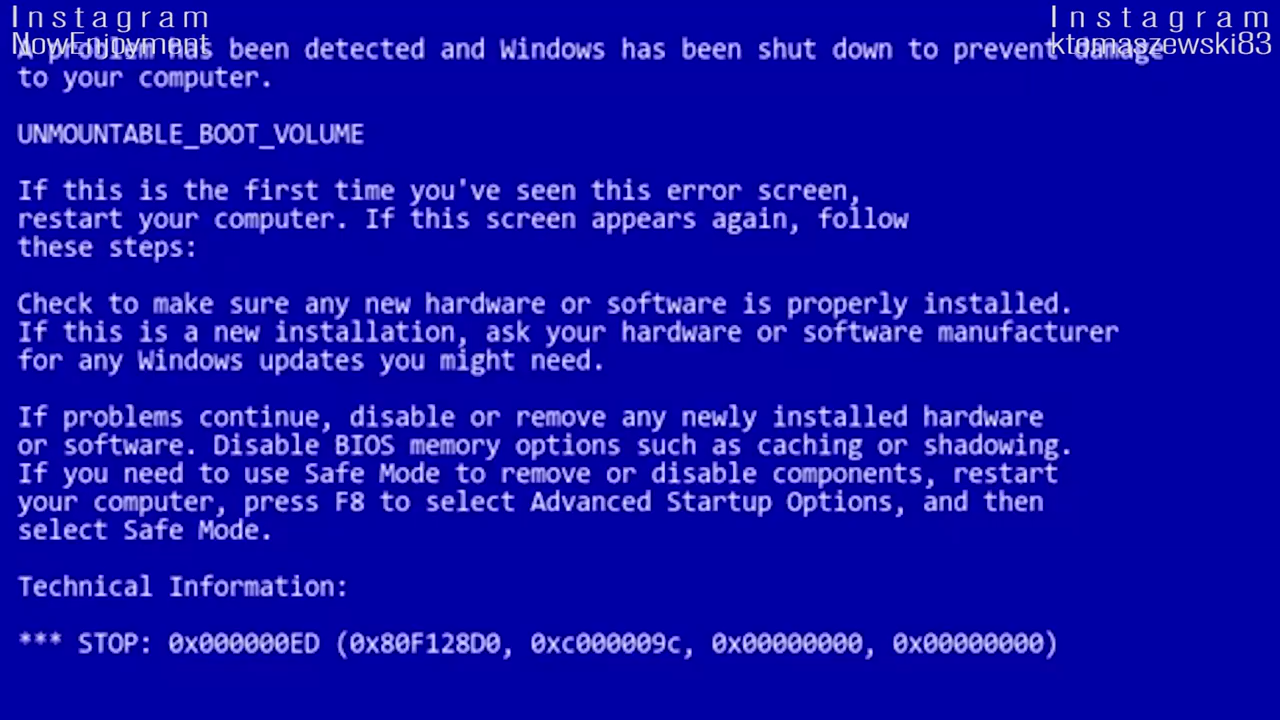 Instagram
NowEnjoyment
Instagram
ktomaszewski83
A problem has been detected and Windows has been shut down to prevent damage
to your computer.
UNMOUNTABLE_BOOT_VOLUME
If this is the first time you've seen this error screen,
restart your computer. If this screen appears again, follow
these steps:
Check to make sure any new hardware or software is properly installed.
If this is a new installation, ask your hardware or software manufacturer
for any Windows updates you might need.
If problems continue, disable or remove any newly installed hardware
or software. Disable BIOS memory options such as caching or shadowing.
If you need to use Safe Mode to remove or disable components, restart
your computer, press F8 to select Advanced Startup Options, and then
select Safe Mode.
Technical Information:
*** STOP: 0x000000ED (0x80F128D0, 0xc000009c, 0x00000000, 0x00000000)